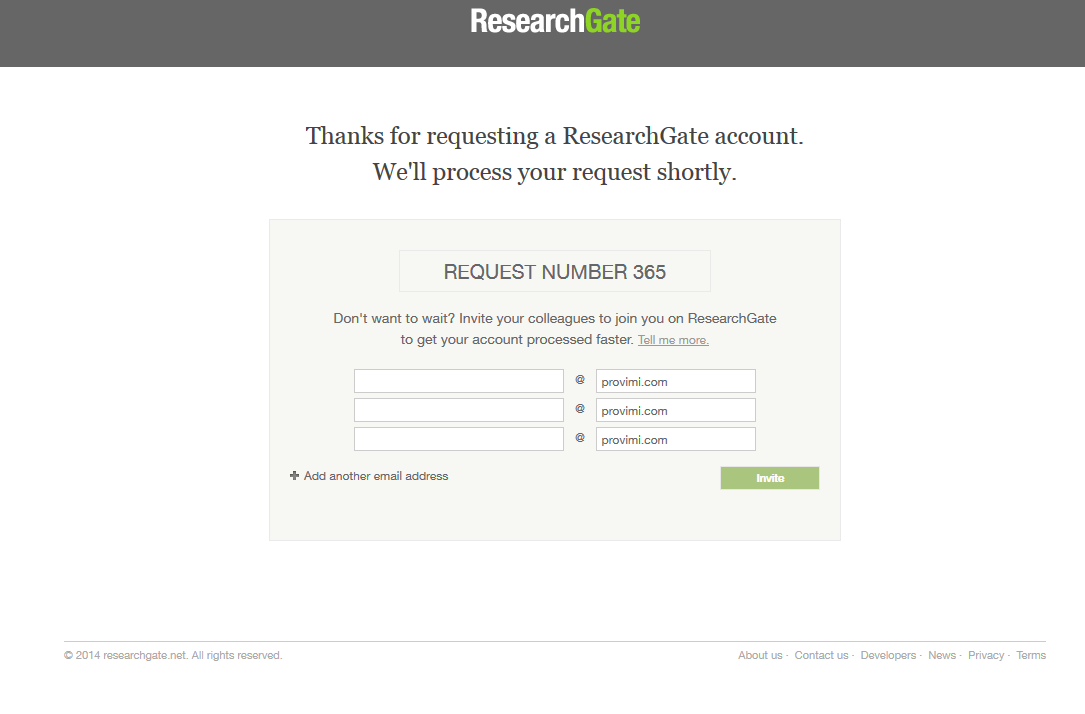 ResearchGate
Thanks for requesting a ResearchGate account.
We'll process your request shortly.
REQUEST NUMBER 365
Don't want to wait? Invite your colleagues to join you on ResearchGate
to get your account processed faster. Tell me more.
@ provimi.com
@ provimi.com
@ provimi.com
Add another email address
Invite
© 2014 researchgate.net. All rights reserved.
About us · Contact us · Developers · News · Privacy · Terms